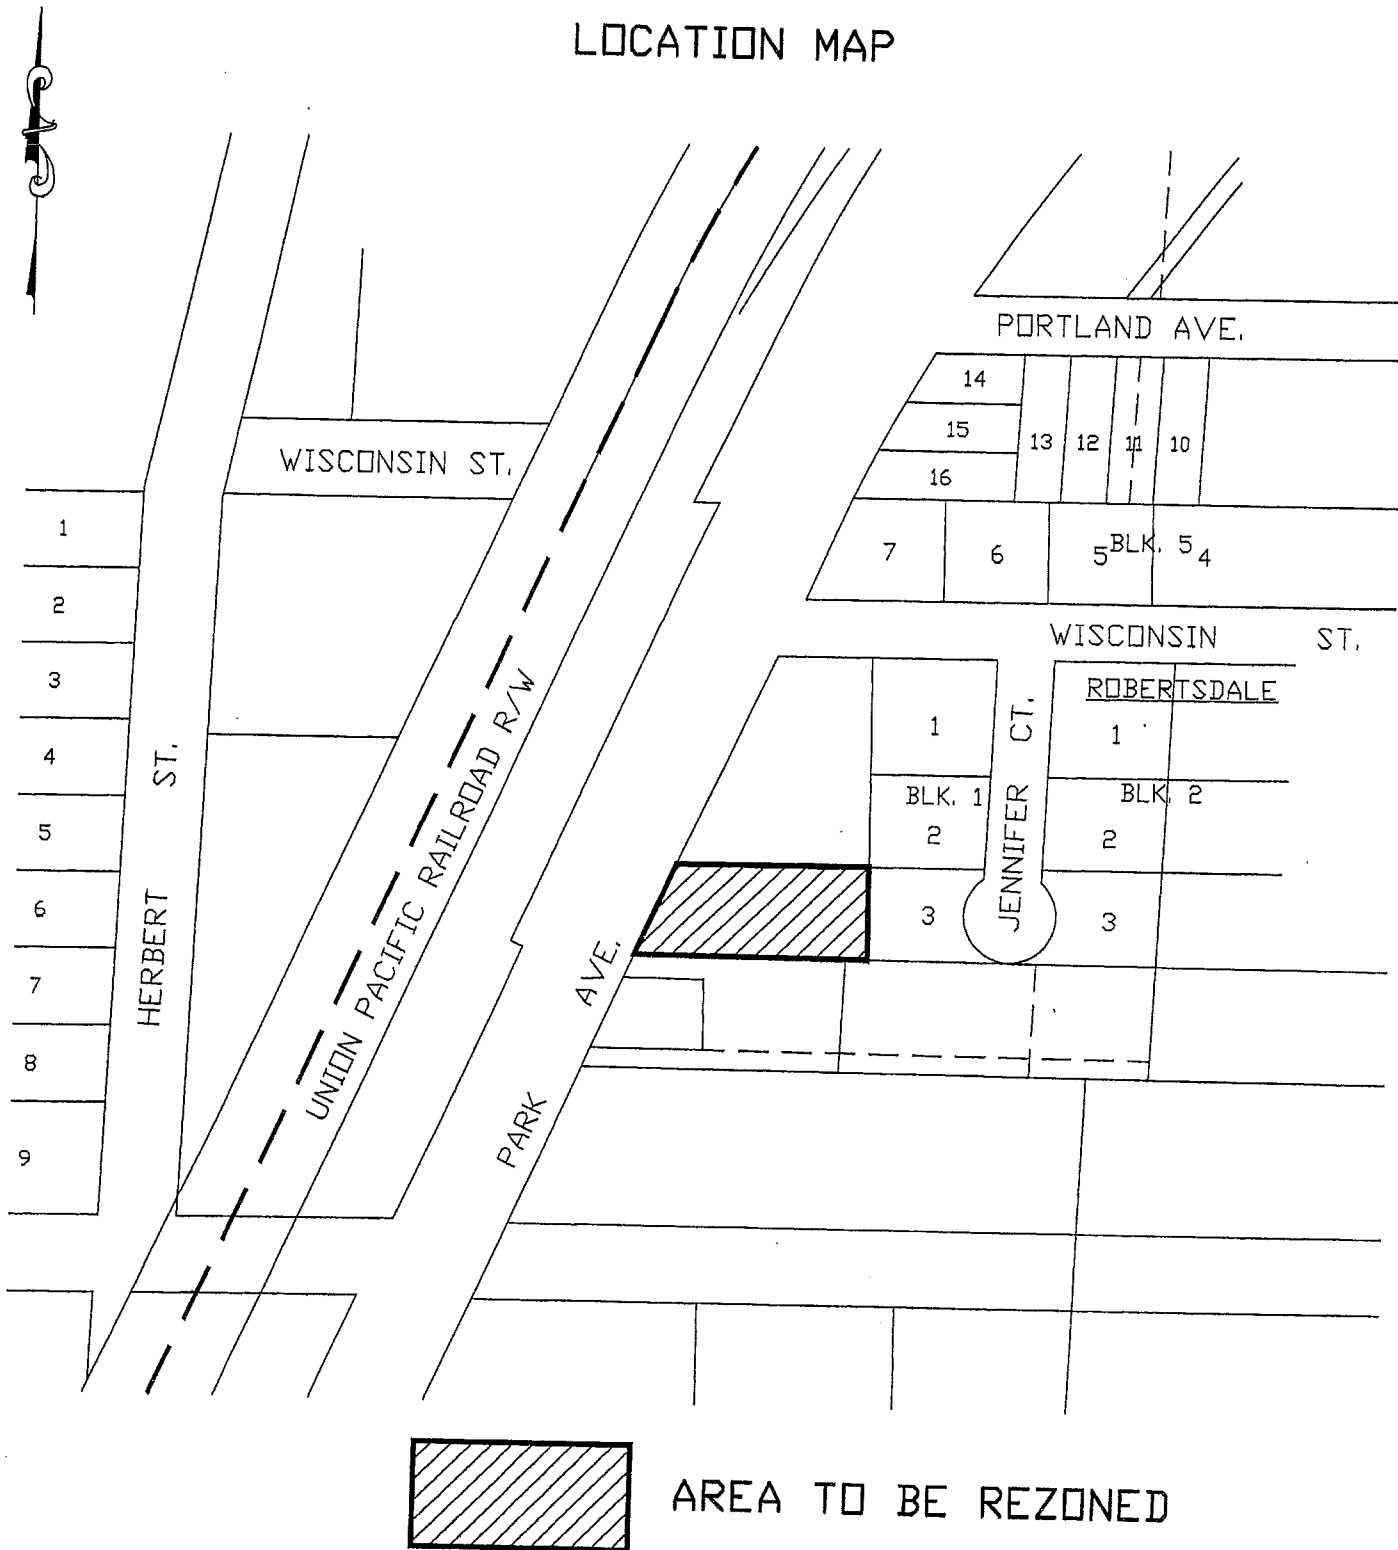 LOCATION MAP
PORTLAND AVE.
14
15
16
13
12
11
10
WISCONSIN ST.
7
6
5
BLK. 5
4
WISCONSIN ST.
ROBERTSDALE
1
2
3
4
5
6
7
8
9
HERBERT ST.
UNION PACIFIC RAILROAD R/W
PARK AVE.
1
BLK. 1
2
3
JENNIFER CT.
1
BLK. 2
2
3
AREA TO BE REZONED